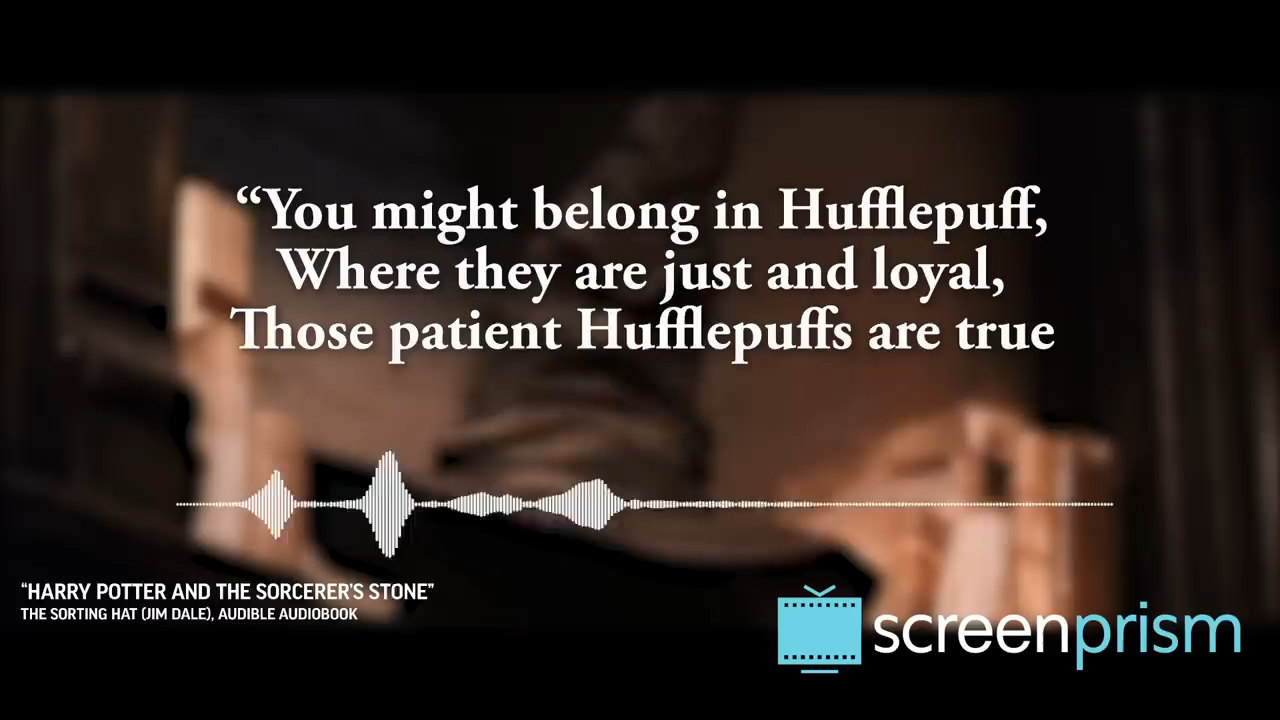 “You might belong in Hufflepuff,
Where they are just and loyal,
Those patient Hufflepuffs are true
“HARRY POTTER AND THE SORCERER’S STONE”
THE SORTING HAT (JIM DALE), AUDIBLE AUDIOBOOK
screenprism